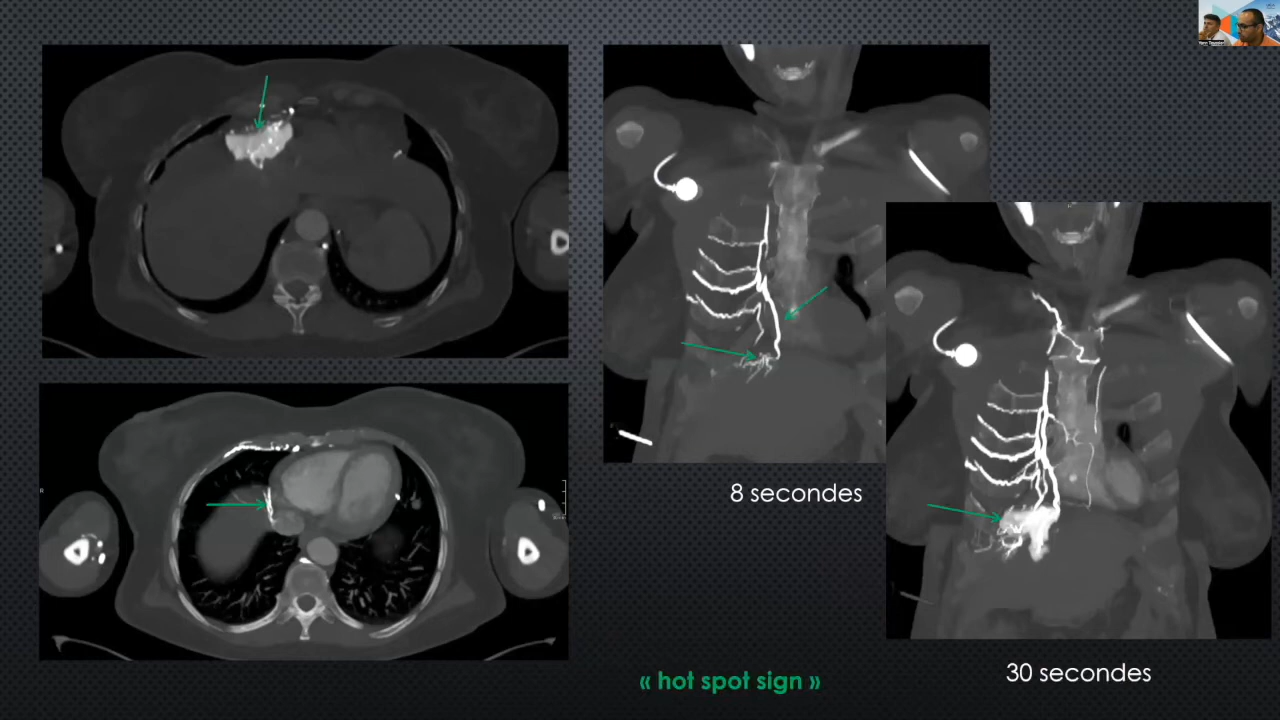 8 secondes
30 secondes
« hot spot sign »